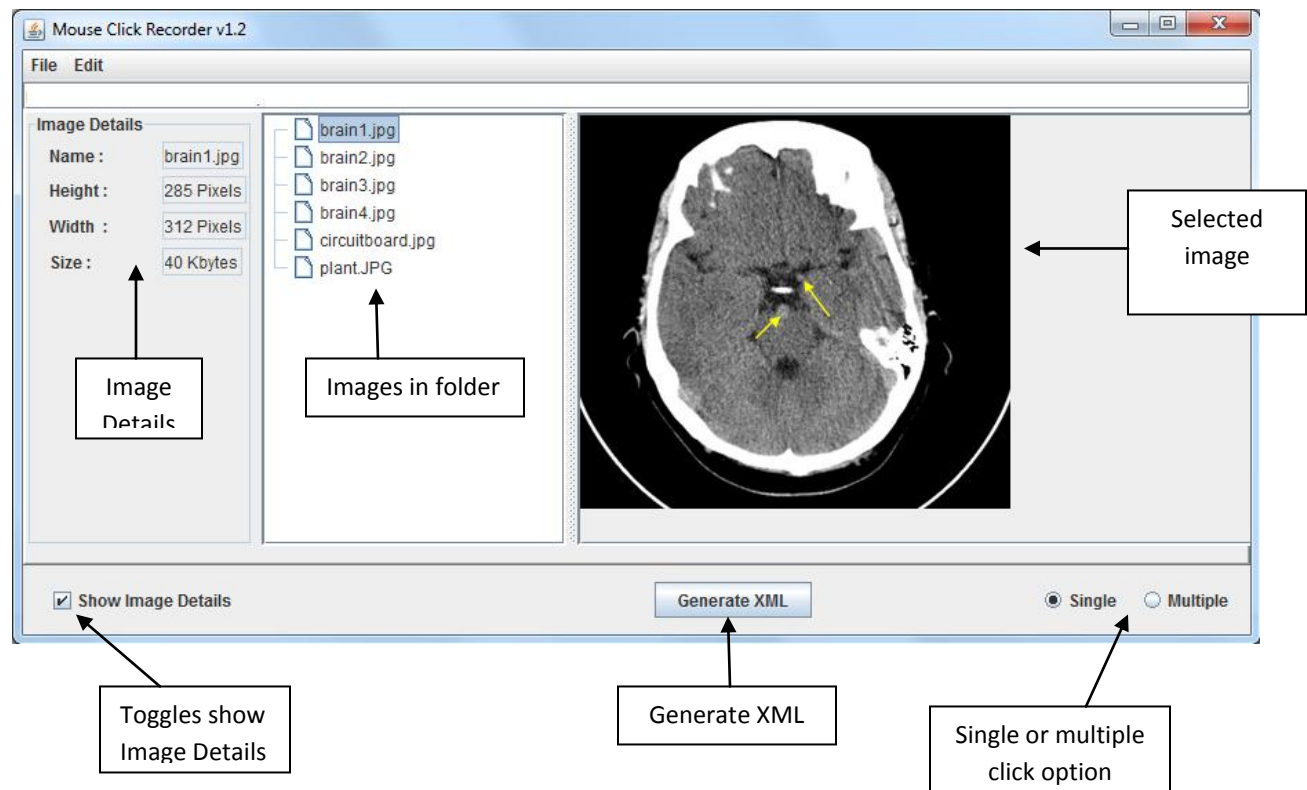 Mouse Click Recorder v1.2
File Edit
Image Details
Name : brain1.jpg
Height : 285 Pixels
Width : 312 Pixels
Size : 40 Kbytes
brain1.jpg
brain2.jpg
brain3.jpg
brain4.jpg
circuitboard.jpg
plant.JPG
Selected
image
Image
Details
Images in folder
Show Image Details
Generate XML
Single Multiple
Toggles show
Image Details
Generate XML
Single or multiple
click option